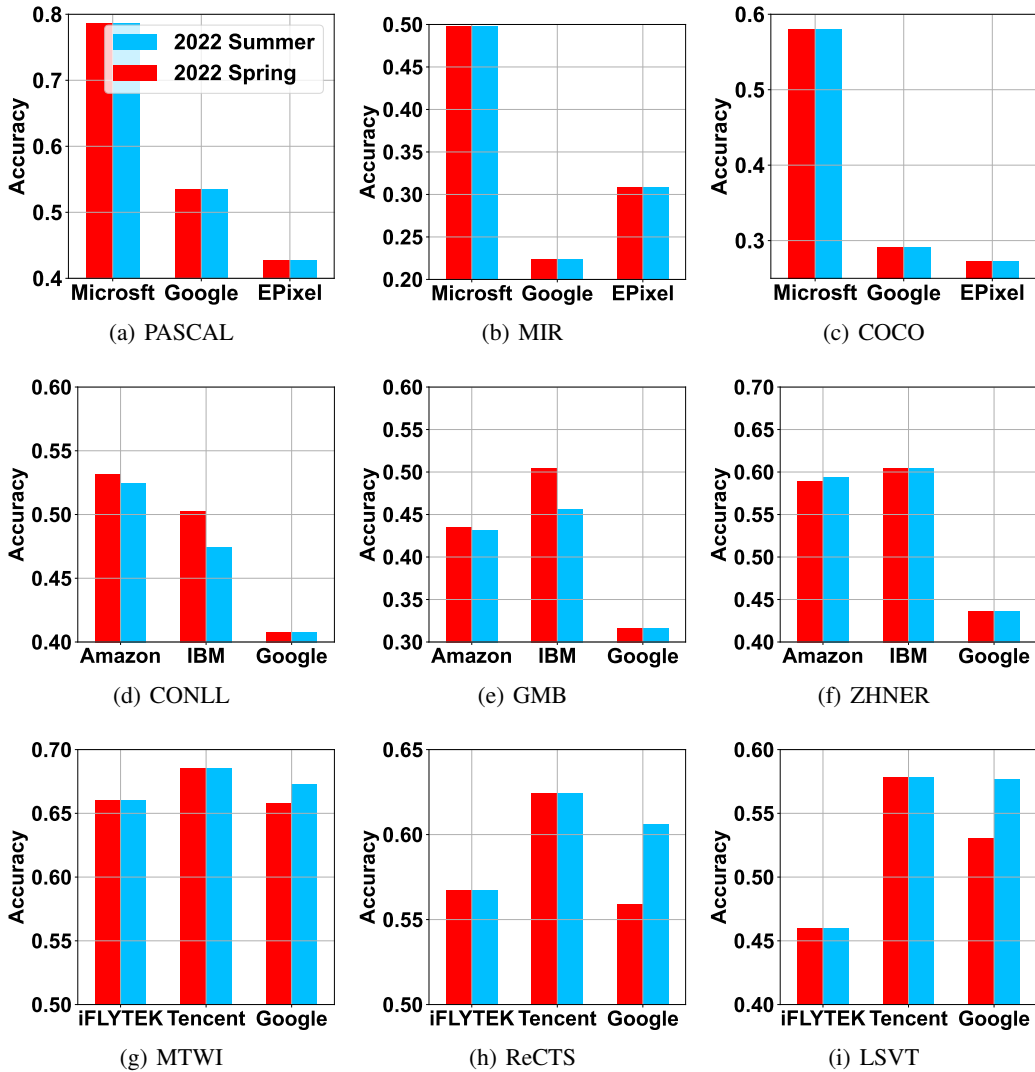 0.8
0.7
0.6
0.5
0.4
Accuracy
2022 Summer
2022 Spring
Microsft Google EPixel
(a) PASCAL
0.50
0.45
0.40
0.35
0.30
0.25
0.20
Accuracy
Microsft Google EPixel
(b) MIR
0.6
0.5
0.4
0.3
Accuracy
Microsft Google EPixel
(c) COCO
0.60
0.55
0.50
0.45
0.40
Accuracy
Amazon IBM Google
(d) CONLL
0.60
0.55
0.50
0.45
0.40
0.35
0.30
Accuracy
Amazon IBM Google
(e) GMB
0.70
0.65
0.60
0.55
0.50
0.45
0.40
Accuracy
Amazon IBM Google
(f) ZHNER
0.70
0.65
0.60
0.55
0.50
Accuracy
iFLYTEK Tencent Google
(g) MTWI
0.65
0.60
0.55
0.50
Accuracy
iFLYTEK Tencent Google
(h) ReCTS
0.60
0.55
0.50
0.45
0.40
Accuracy
iFLYTEK Tencent Google
(i) LSVT